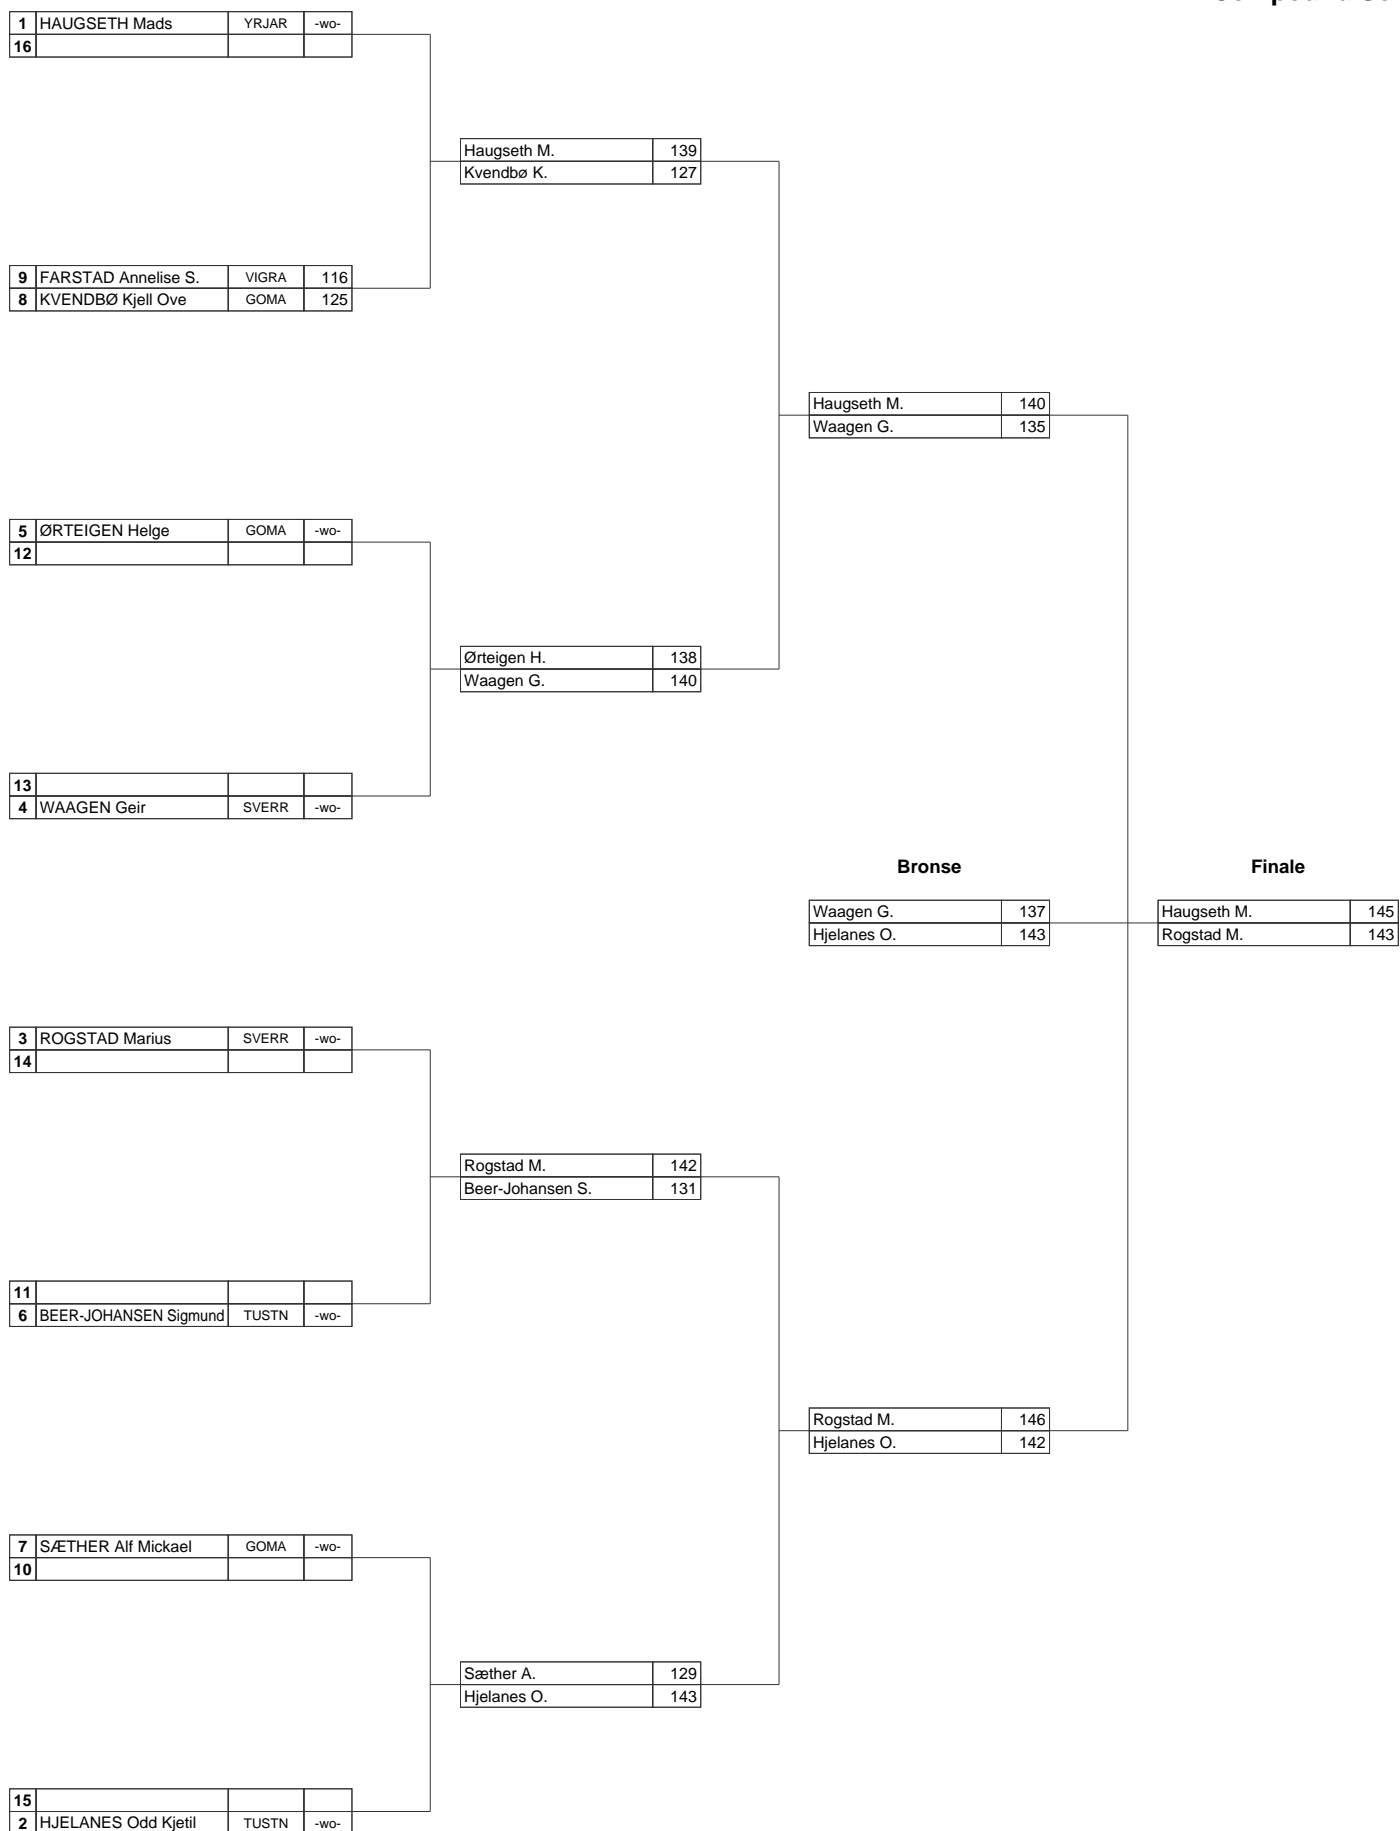 1 HAUGSETH Mads YRJAR -wo-
16
Haugseth M. 139
Kvendbø K. 127
9 FARSTAD Annelise S. VIGRA 116
8 KVENDBØ Kjell Ove GOMA 125
Haugseth M. 140
Waagen G. 135
5 ØRTEIGEN Helge GOMA -wo-
12
Ørteigen H. 138
Waagen G. 140
13
4 WAAGEN Geir SVERR -wo-
Bronse Finale
Waagen G. 137 Haugseth M. 145
Hjelanes O. 143 Rogstad M. 143
3 ROGSTAD Marius SVERR -wo-
14
Rogstad M. 142
Beer-Johansen S. 131
11
6 BEER-JOHANSEN Sigmund TUSTN -wo-
Rogstad M. 146
Hjelanes O. 142
7 SÆTHER Alf Mickael GOMA -wo-
10
Sæther A. 129
Hjelanes O. 143
15
2 HJELANES Odd Kjetil TUSTN -wo-